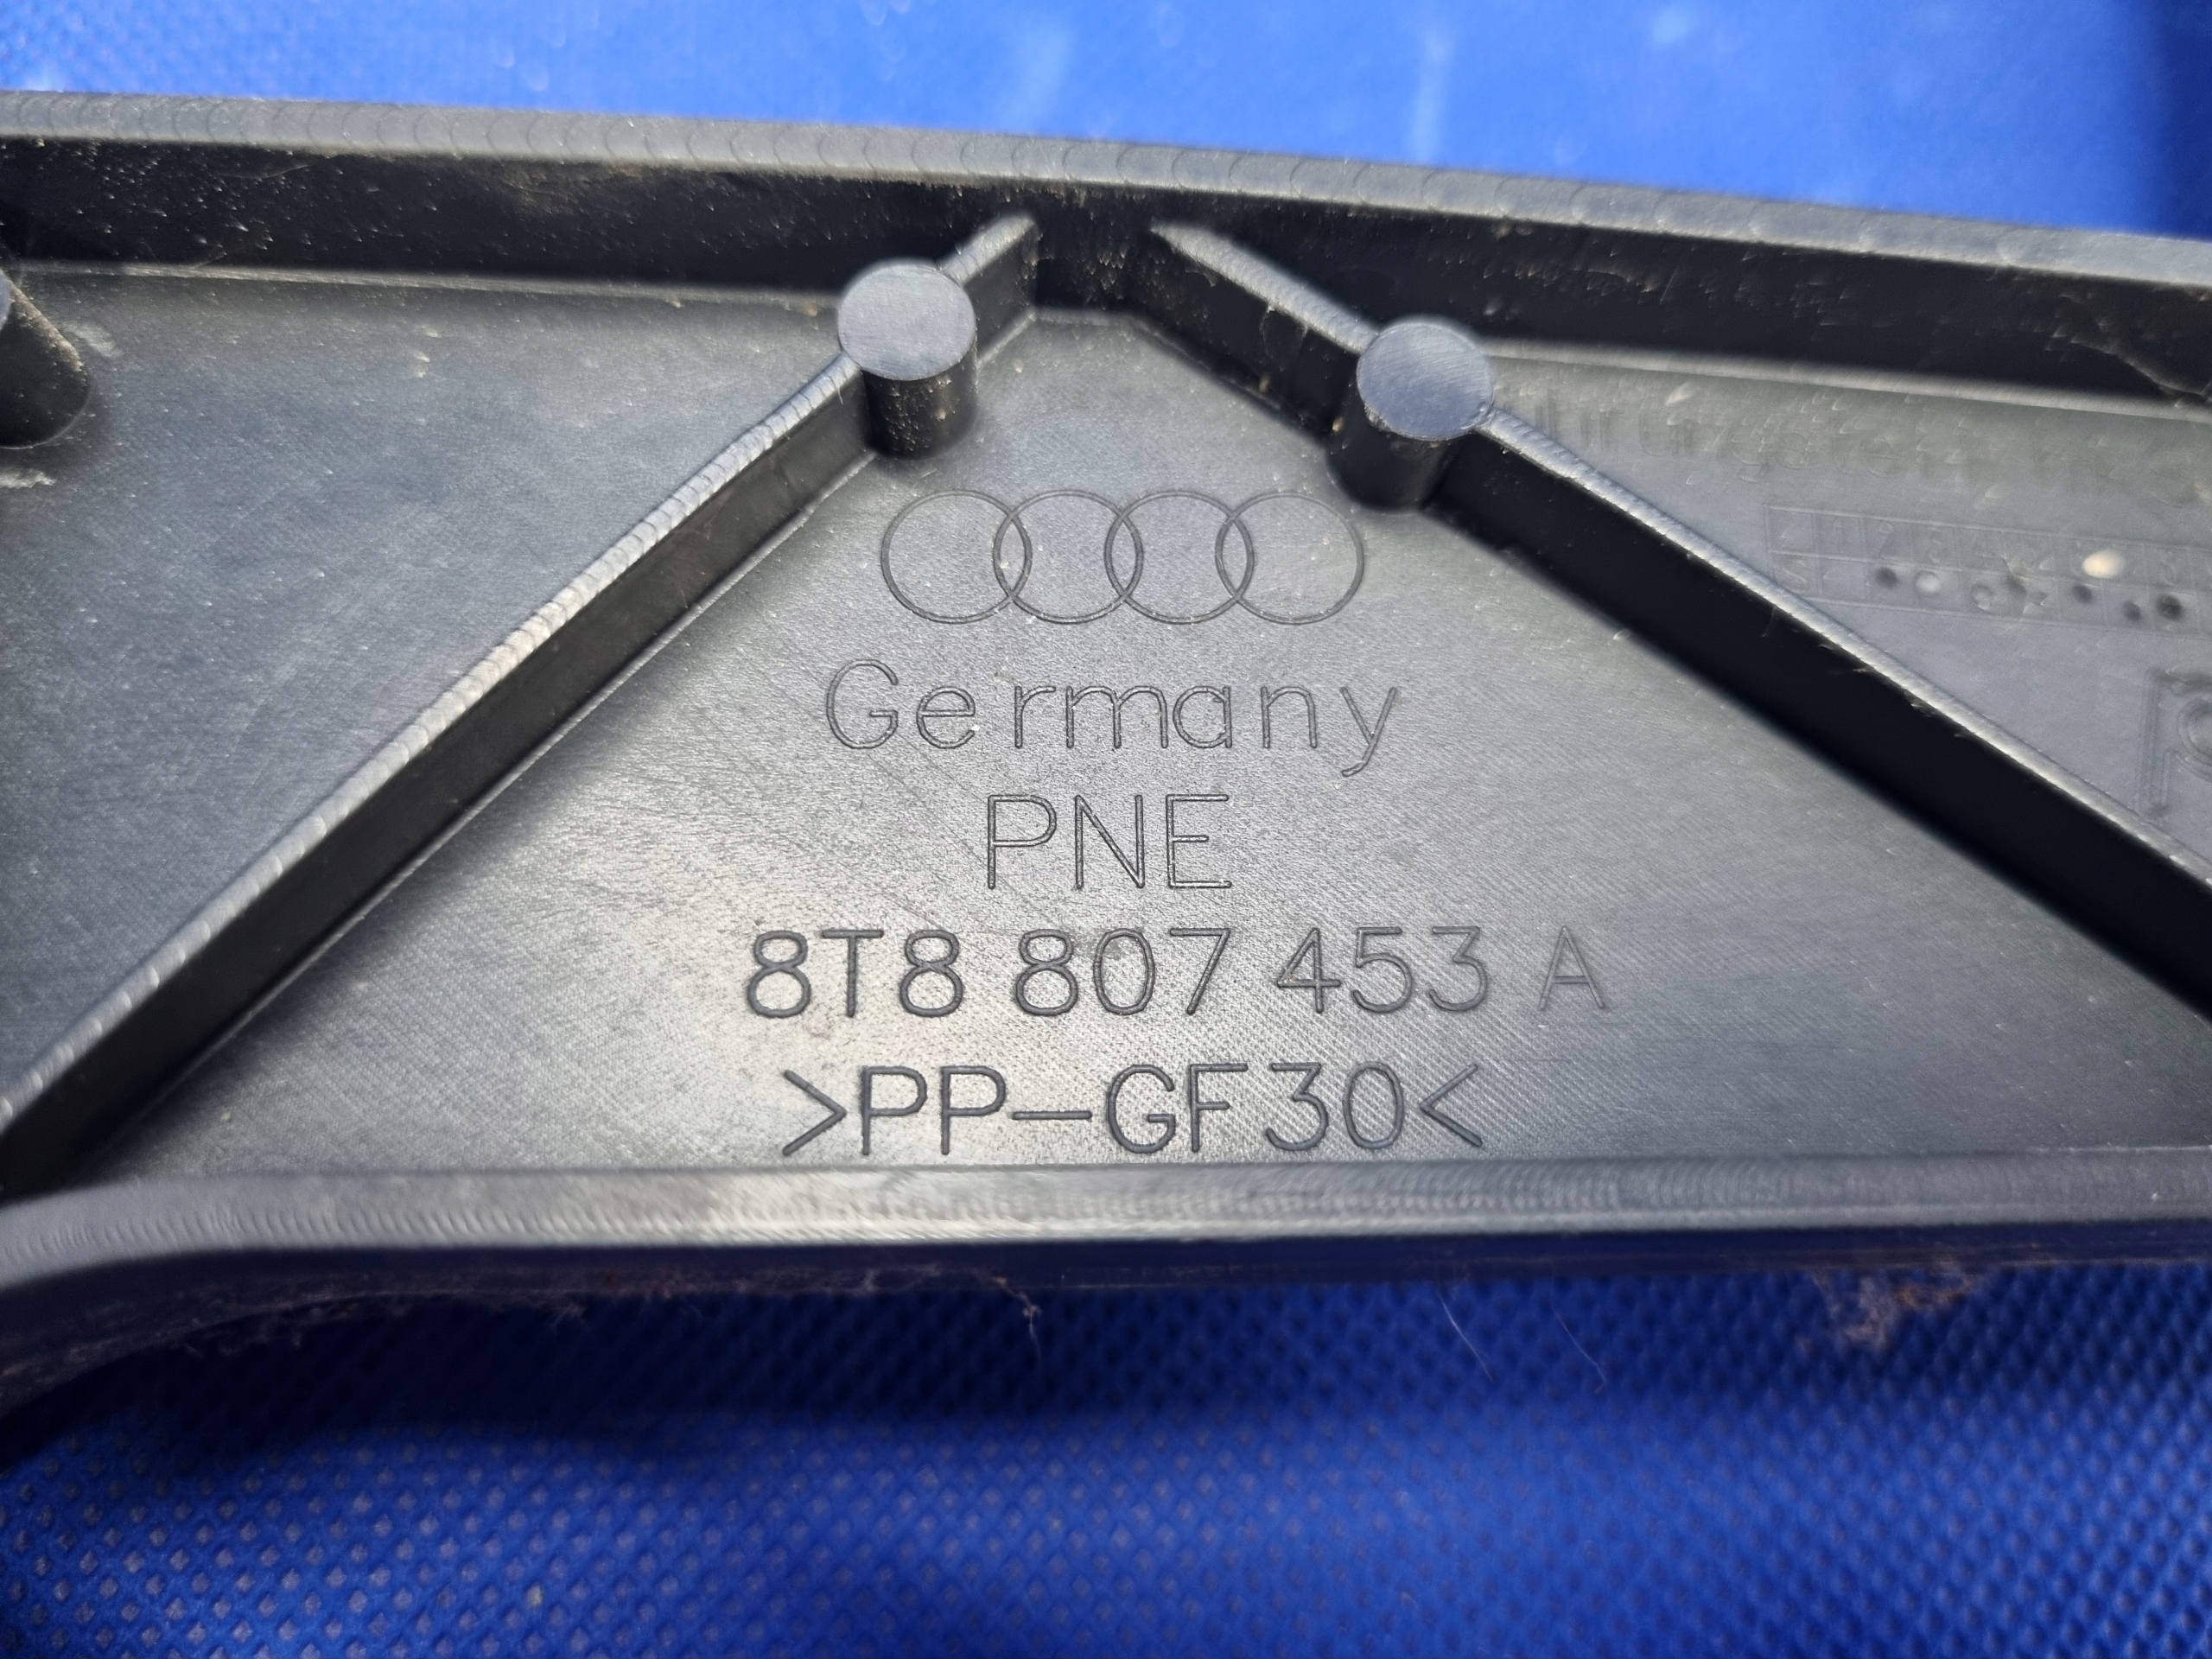 Germany
PNE
8T8 807 453 A
>PP-GF30<